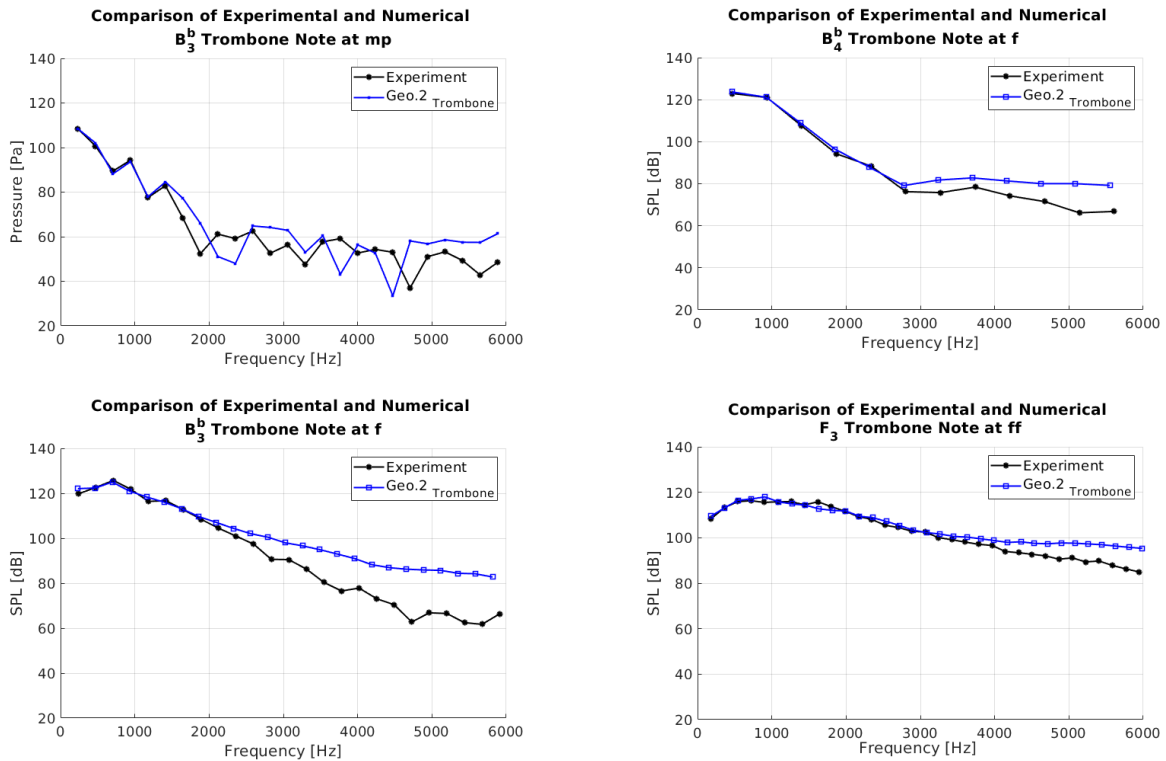 Comparison of Experimental and Numerical
B♭3 Trombone Note at mp
140
120
100
80
60
40
20
Pressure [Pa]
0 1000 2000 3000 4000 5000 6000
Frequency [Hz]
Experiment
Geo.2 Trombone
Comparison of Experimental and Numerical
B♭4 Trombone Note at f
140
120
100
80
60
40
20
SPL [dB]
0 1000 2000 3000 4000 5000 6000
Frequency [Hz]
Experiment
Geo.2 Trombone
Comparison of Experimental and Numerical
B♭3 Trombone Note at f
140
120
100
80
60
40
20
SPL [dB]
0 1000 2000 3000 4000 5000 6000
Frequency [Hz]
Experiment
Geo.2 Trombone
Comparison of Experimental and Numerical
F3 Trombone Note at ff
140
120
100
80
60
40
20
SPL [dB]
0 1000 2000 3000 4000 5000 6000
Frequency [Hz]
Experiment
Geo.2 Trombone